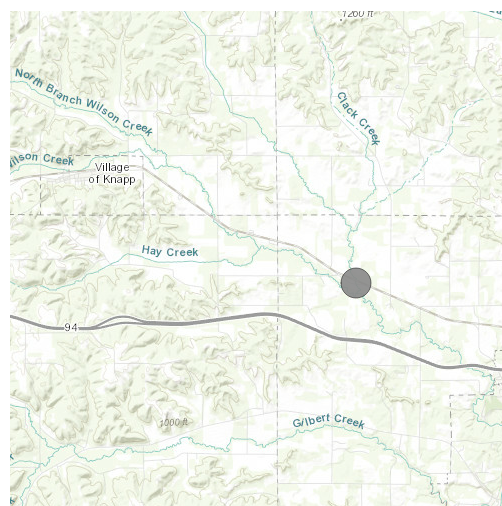 1260 ft
Clack Creek
North Branch Wilson Creek
ilson Creek
Village
of Knapp
Hay Creek
94
1000 ft
Gilbert Creek